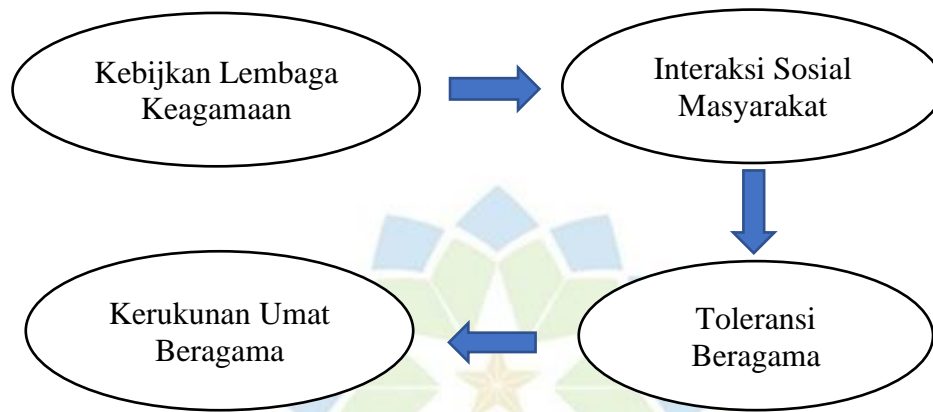 Kebijkan Lembaga
Keagamaan
Interaksi Sosial
Masyarakat
Toleransi
Beragama
Kerukunan Umat
Beragama